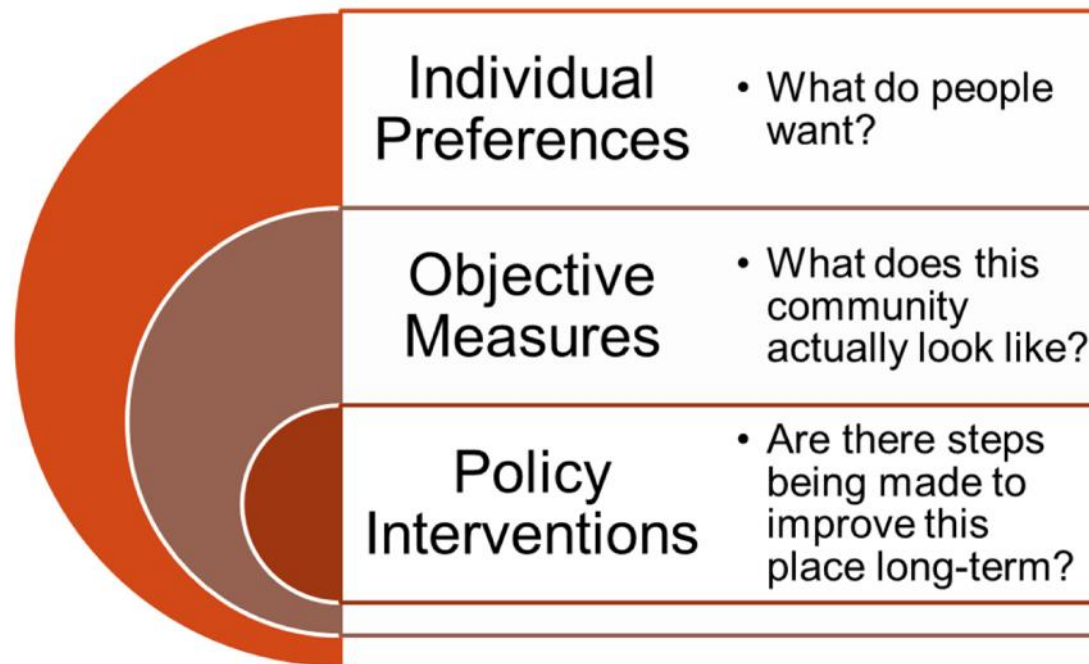 Individual
Preferences
• What do people
want?
Objective
Measures
• What does this
community
actually look like?
Policy
Interventions
• Are there steps
being made to
improve this
place long-term?